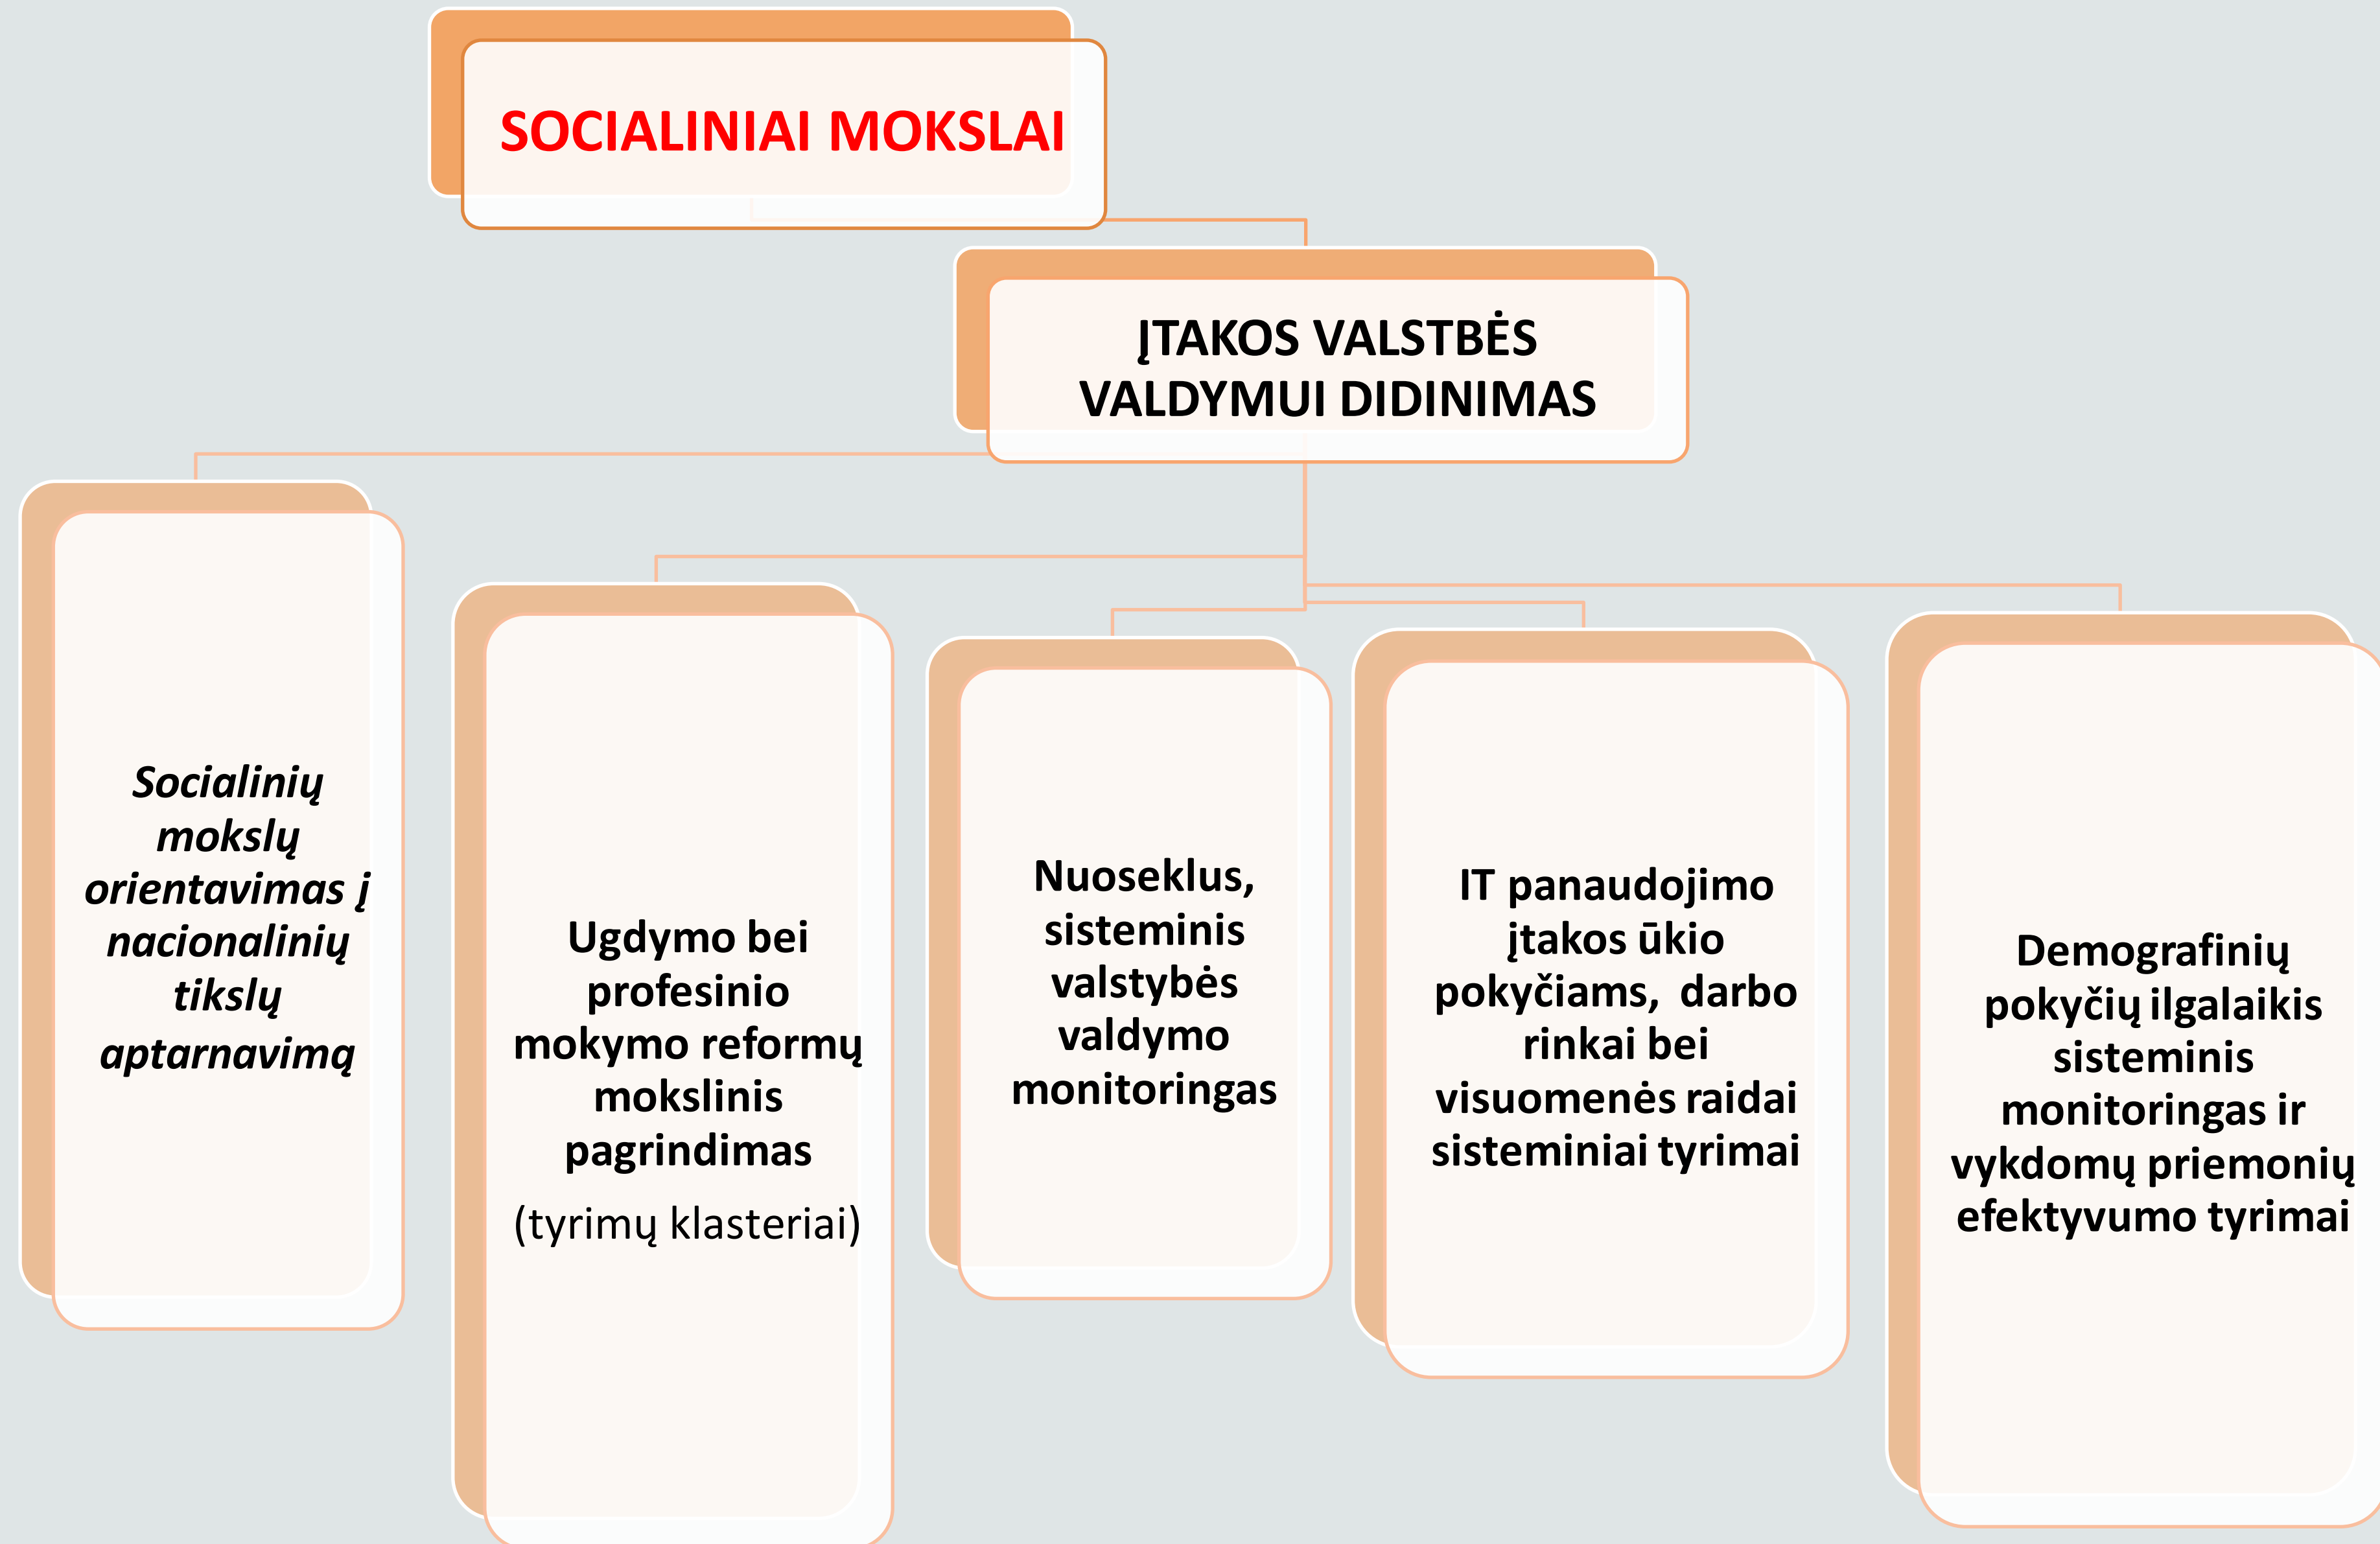 SOCIALINIAI MOKSLAI
ĮTAKOS VALSTBĖS
VALDYMUI DIDINIMAS
Socialinių
mokslų
orientavimas į
nacionalinių
tikslų
aptarnavimą
Ugdymo bei
profesinio
mokymo reformų
mokslinis
pagrindimas
(tyrimų klasteriai)
Nuoseklus,
sisteminis
valstybės
valdymo
monitoringas
IT panaudojimo
įtakos ūkio
pokyčiams, darbo
rinkai bei
visuomenės raidai
sisteminiai tyrimai
Demografinių
pokyčių ilgalaikis
sisteminis
monitoringas ir
vykdomų priemonių
efektyvumo tyrimai